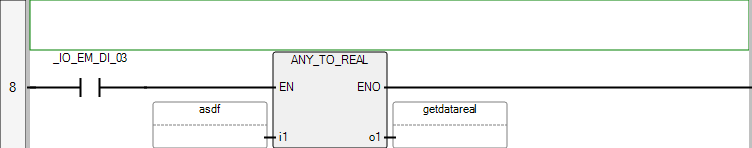 _IO_EM_DI_03
ANY_TO_REAL
8
EN
ENO
asdf
getdatareal
i1
o1